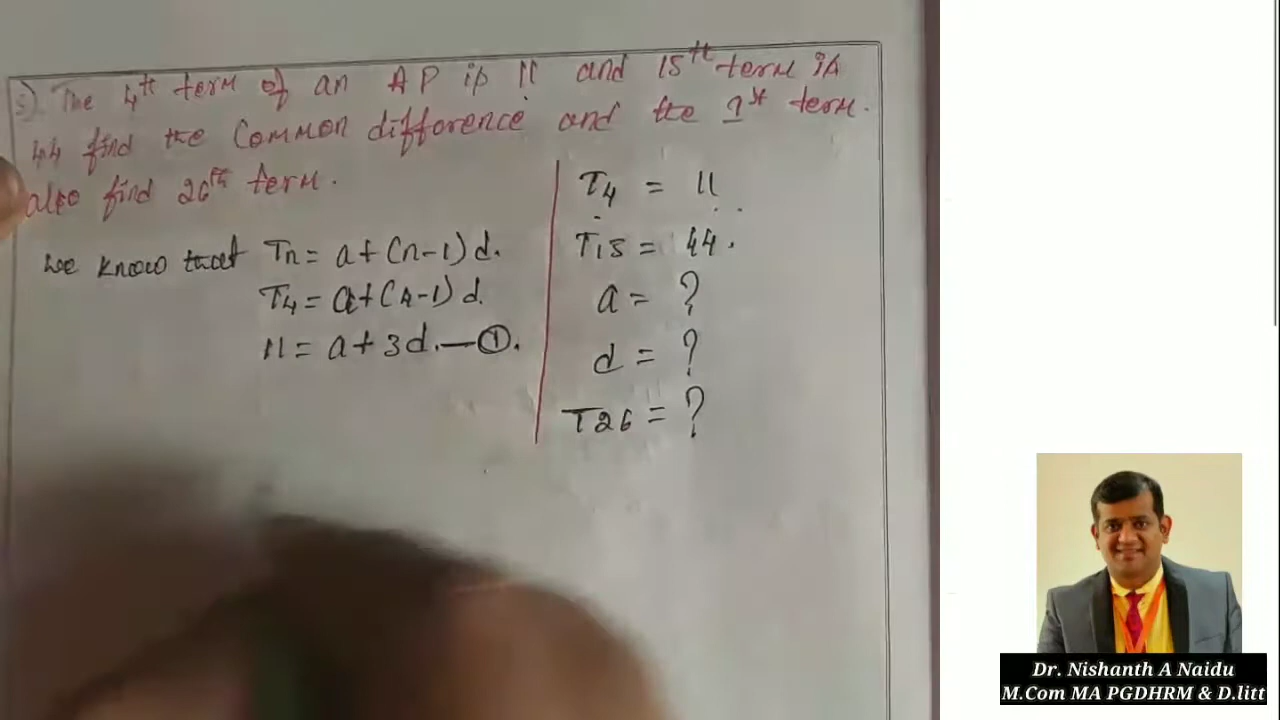 5) The 4th term of an AP is 11 and 15th term is
44 find the Common difference and the 1st term.
also find 26th term.
we know that Tn = a+(n-1) d.
T4 = a+(4-1) d.
11 = a+3d. — ①.
T4 = 11
T15 = 44.
a = ?
d = ?
T26 = ?
Dr. Nishanth A Naidu
M.Com MA PGDHRM & D.litt